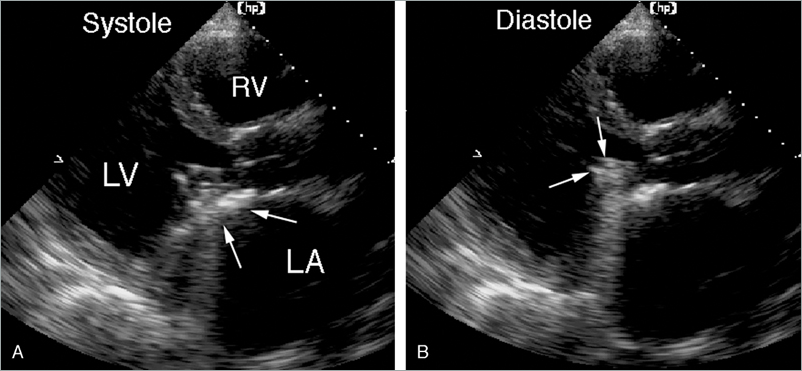 Systole
[hp]
RV
LV
LA
A
Diastole
[hp]
B